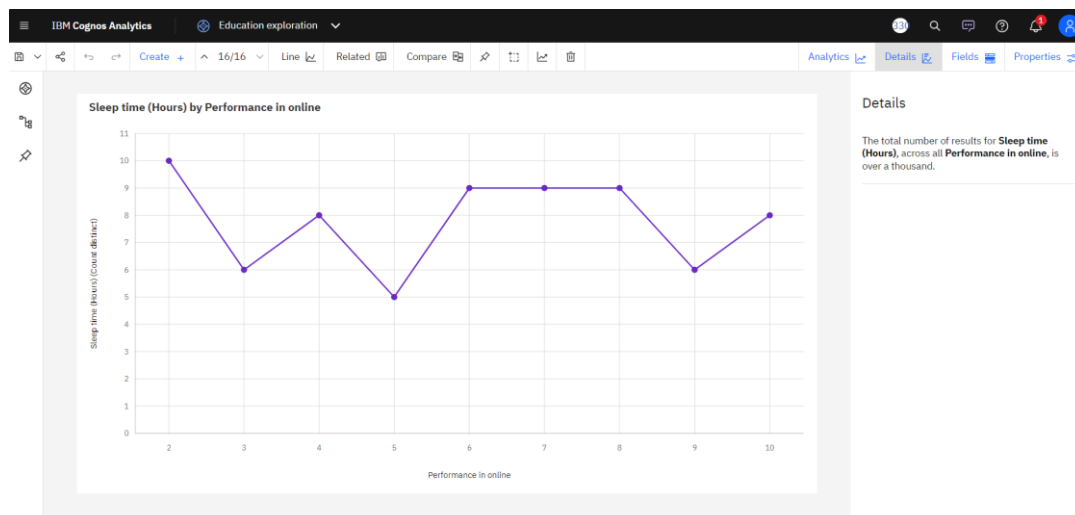 IBM Cognos Analytics
Education exploration
330
1
Create +
16/16
Line
Related
Compare
Analytics
Details
Fields
Properties
Sleep time (Hours) by Performance in online
11
10
9
8
7
6
5
4
3
2
1
0
Sleep time (Hours) (Count distinct)
2 3 4 5 6 7 8 9 10
Performance in online
Details
The total number of results for Sleep time
(Hours), across all Performance in online, is
over a thousand.